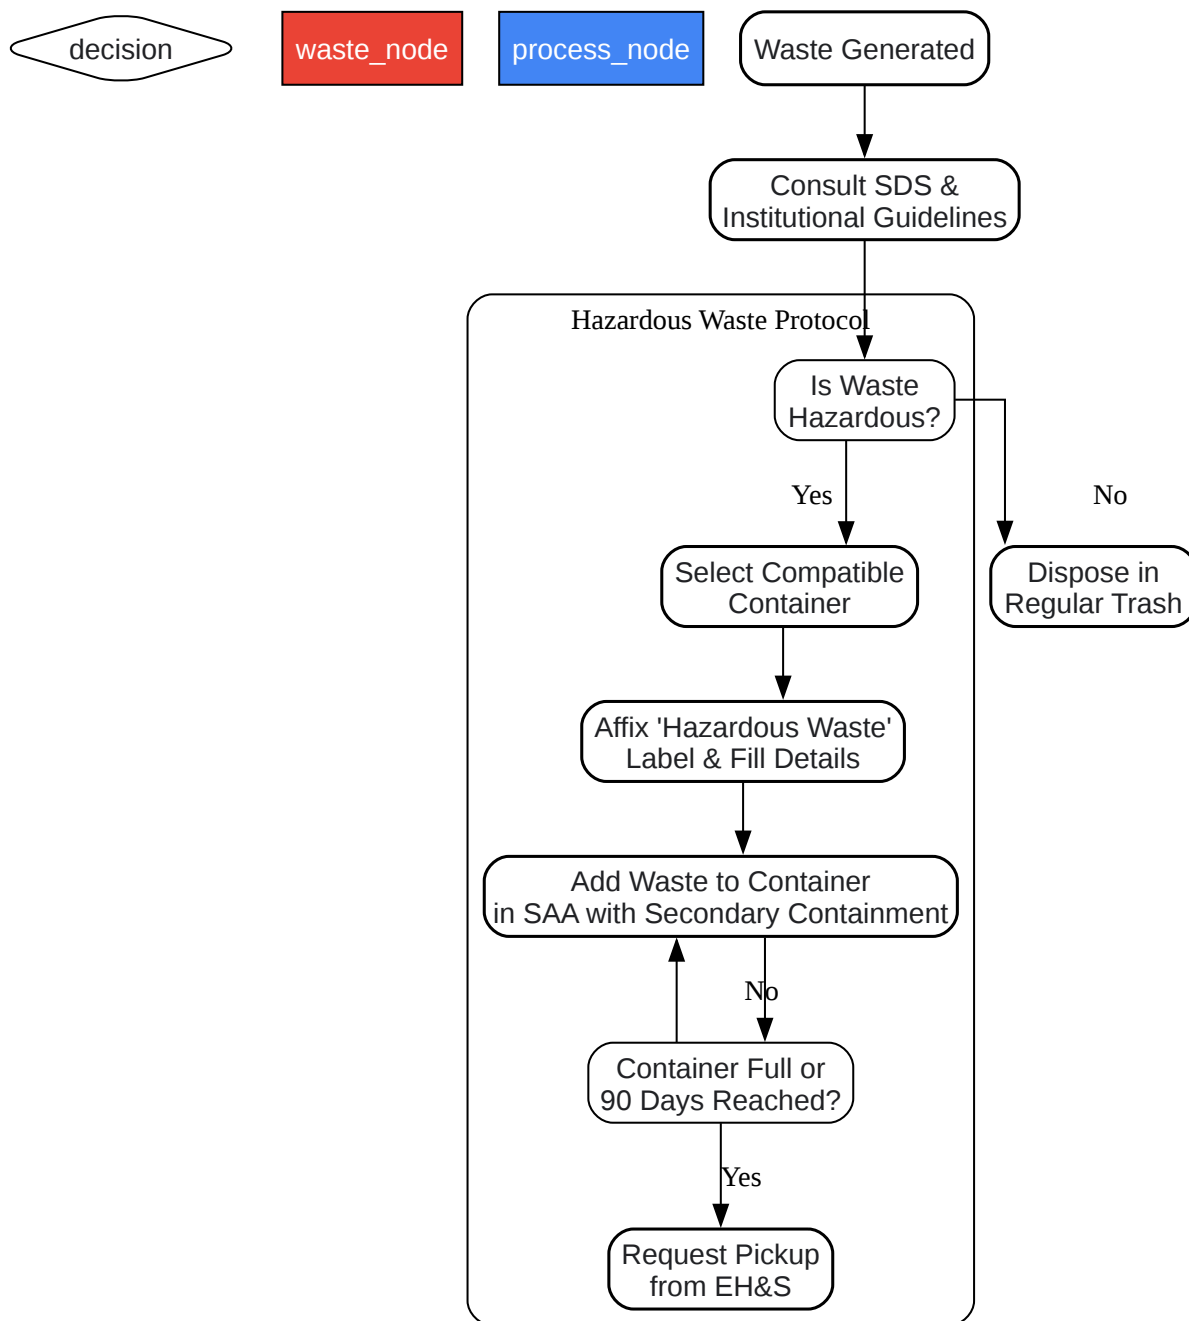 decision
waste_node
process_node
Waste Generated
Consult SDS &
Institutional Guidelines
Hazardous Waste Protocol
Is Waste
Hazardous?
Yes
No
Select Compatible
Container
Dispose in
Regular Trash
Affix 'Hazardous Waste'
Label & Fill Details
Add Waste to Container
in SAA with Secondary Containment
No
Container Full or
90 Days Reached?
Yes
Request Pickup
from EH&S